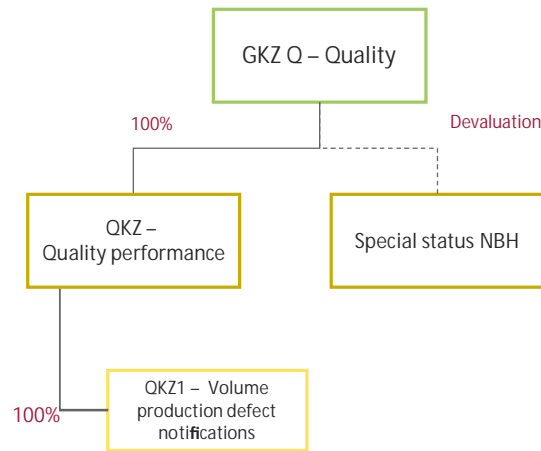 GKZ Q – Quality
100%
Devaluation
QKZ –
Quality performance
Special status NBH
QKZ1 – Volume
production defect
notifications
100%